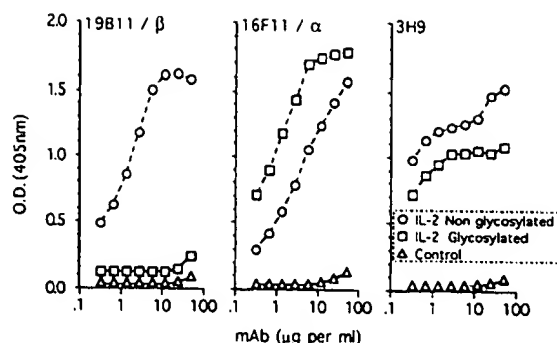 19B11 / β
16F11 / α
3H9
2.0
1.5
1.0
0.5
0.0
O.D. (405nm)
IL-2 Non glycosylated
IL-2 Glycosylated
Control
.1 1 10 100
.1 1 10 100
.1 1 10 100
mAb (μg per ml)